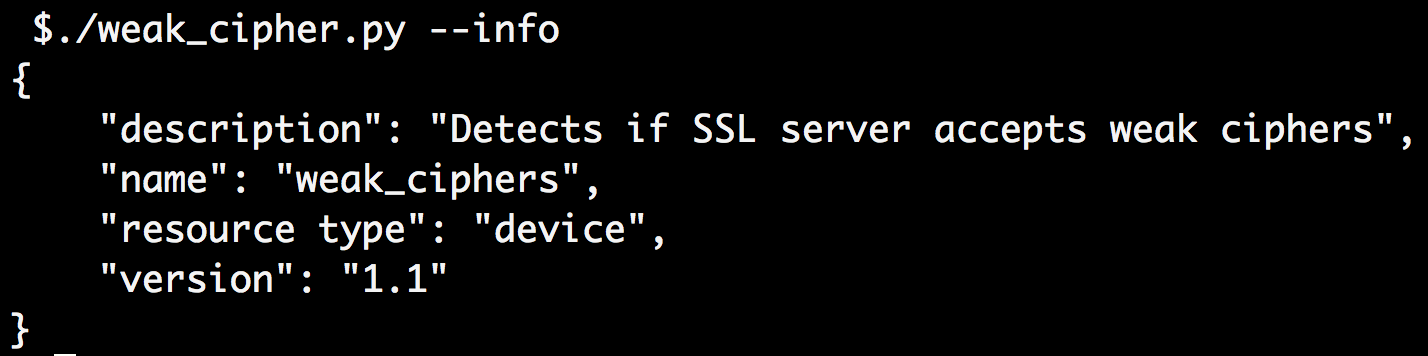 $./weak_cipher.py --info
{
    "description": "Detects if SSL server accepts weak ciphers",
    "name": "weak_ciphers",
    "resource type": "device",
    "version": "1.1"
}